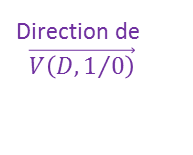 Direction de
V(D,1/0)